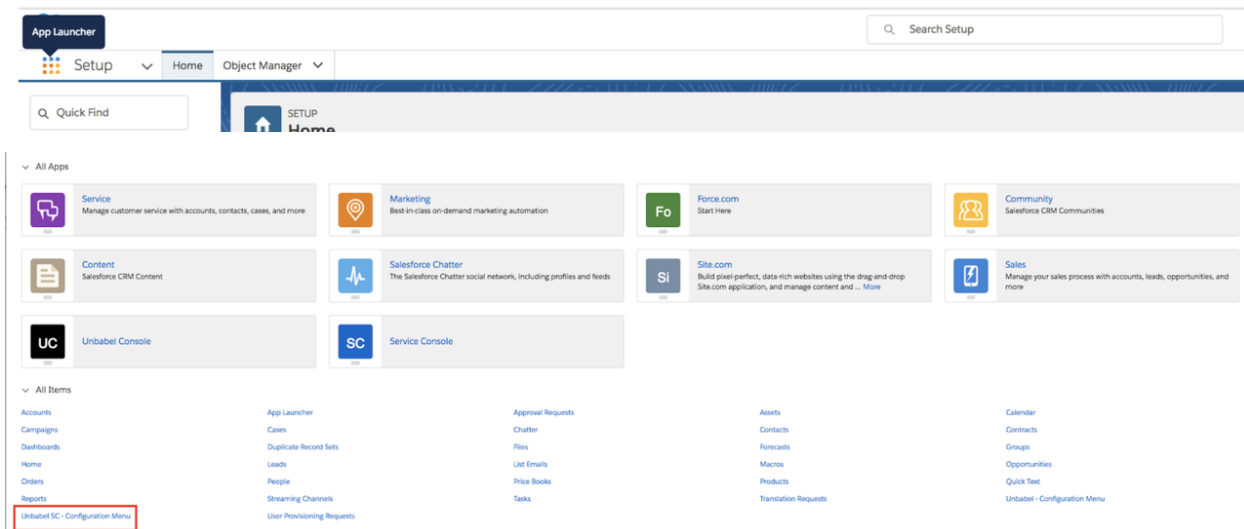 App Launcher
Search Setup
Setup Home Object Manager
Quick Find
SETUP
Home
All Apps
Service
Manage customer service with accounts, contacts, cases, and more
Marketing
Best-in-class on-demand marketing automation
Fo
Force.com
Start Here
Community
Salesforce CRM Communities
Content
Salesforce CRM Content
Salesforce Chatter
The Salesforce Chatter social network, including profiles and feeds
Si
Site.com
Build pixel-perfect, data-rich websites using the drag-and-drop
Site.com application, and manage content and ... More
Sales
Manage your sales process with accounts, leads, opportunities, and
more
UC
Unbabel Console
SC
Service Console
All Items
Accounts App Launcher Approval Requests Assets Calendar
Campaigns Cases Chatter Contacts Contracts
Dashboards Duplicate Record Sets Files Forecasts Groups
Home Leads List Emails Macros Opportunities
Orders People Price Books Products Quick Text
Reports Streaming Channels Tasks Translation Requests Unbabel - Configuration Menu
Unbabel SC - Configuration Menu User Provisioning Requests